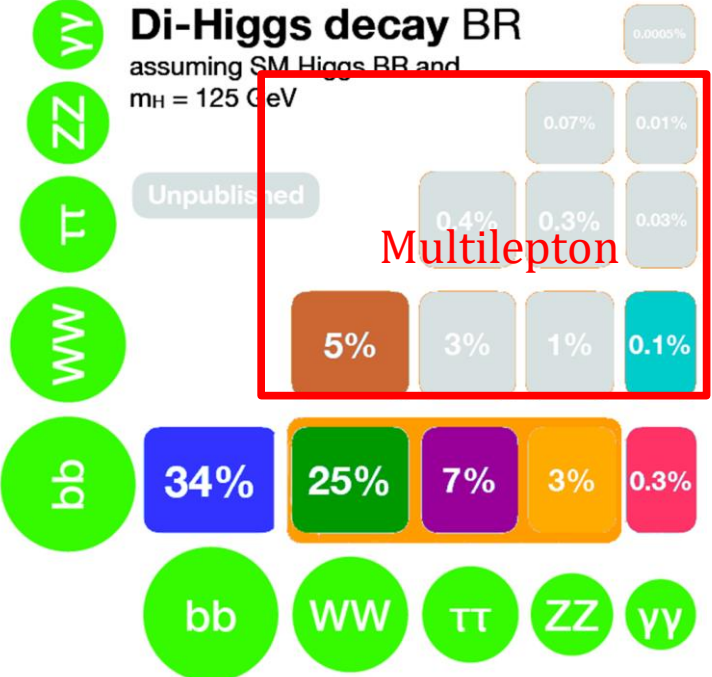 γγ
Di-Higgs decay BR
0.0005%
assuming SM Higgs BR and
mH = 125 GeV
ZZ
0.07%
0.01%
ττ
Unpublished
0.4%
0.3%
0.03%
Multilepton
WW
5%
3%
1%
0.1%
bb
34%
25%
7%
3%
0.3%
bb
WW
ττ
ZZ
γγ